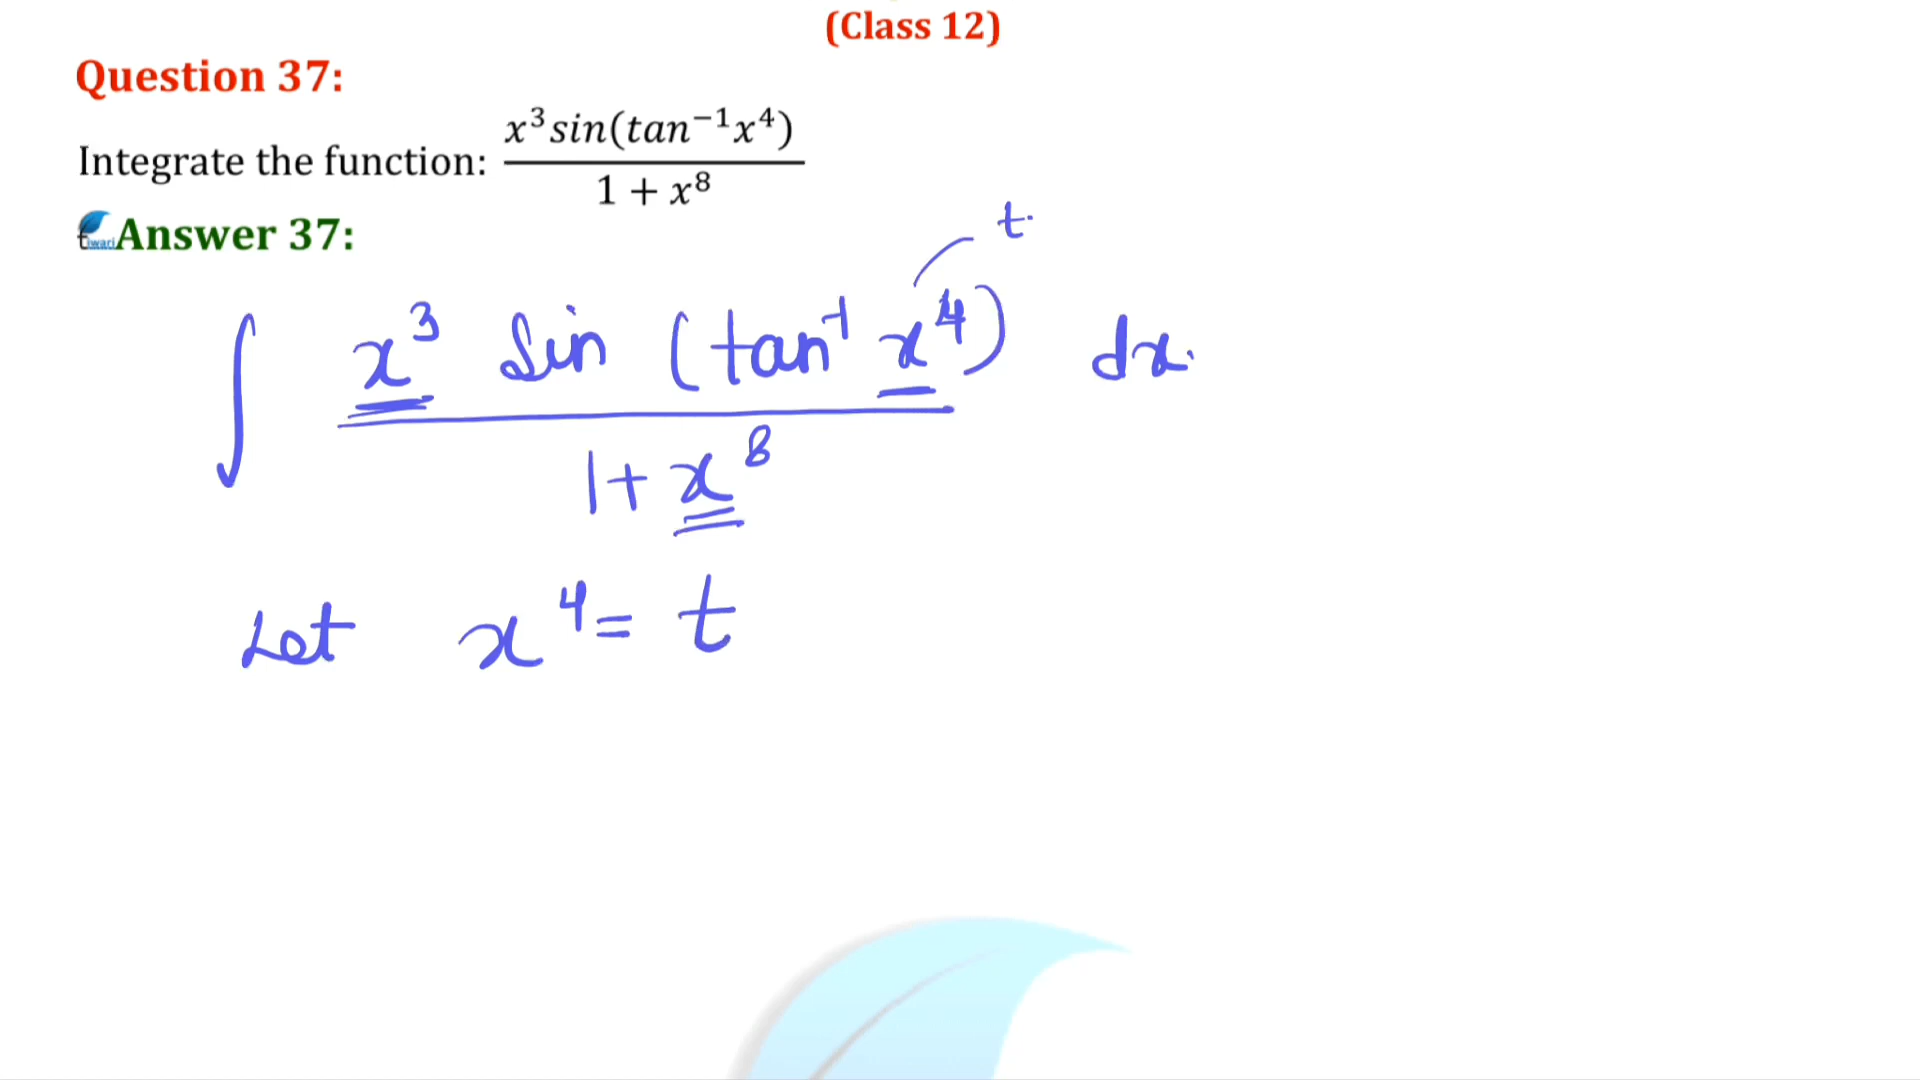 (Class 12)
Question 37:
Integrate the function: x³sin(tan⁻¹x⁴) / 1 + x⁸
tiwari Answer 37:
t.
∫ x³ sin (tan⁻¹ x⁴) / 1 + x⁸ dx.
Let x⁴ = t